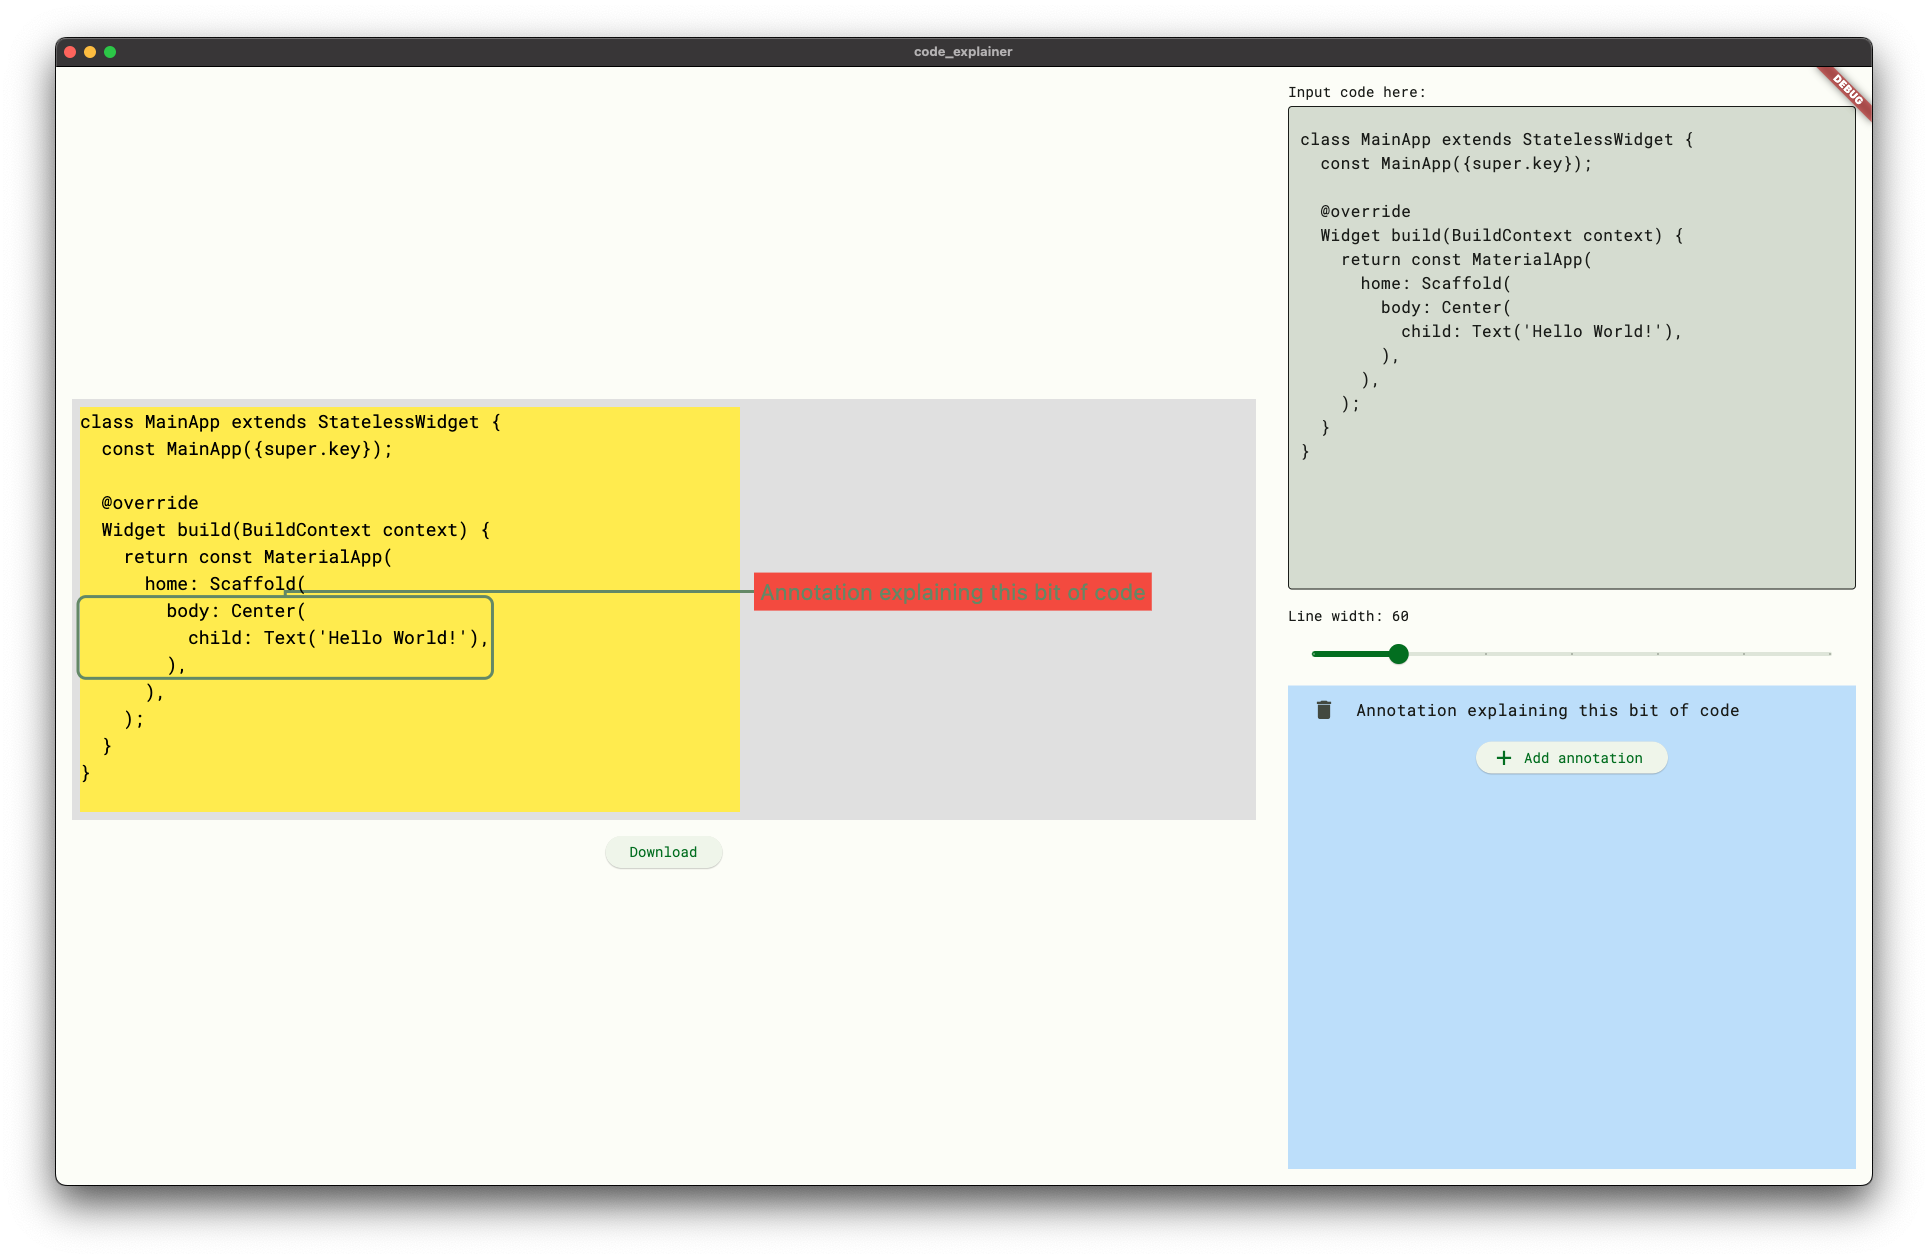 code_explainer
DEBUG
class MainApp extends StatelessWidget {
  const MainApp({super.key});

  @override
  Widget build(BuildContext context) {
    return const MaterialApp(
      home: Scaffold(
        body: Center(
          child: Text('Hello World!'),
        ),
      ),
    );
  }
}
Annotation explaining this bit of code
Download
Input code here:
class MainApp extends StatelessWidget {
  const MainApp({super.key});

  @override
  Widget build(BuildContext context) {
    return const MaterialApp(
      home: Scaffold(
        body: Center(
          child: Text('Hello World!'),
        ),
      ),
    );
  }
}
Line width: 60
Annotation explaining this bit of code
Add annotation